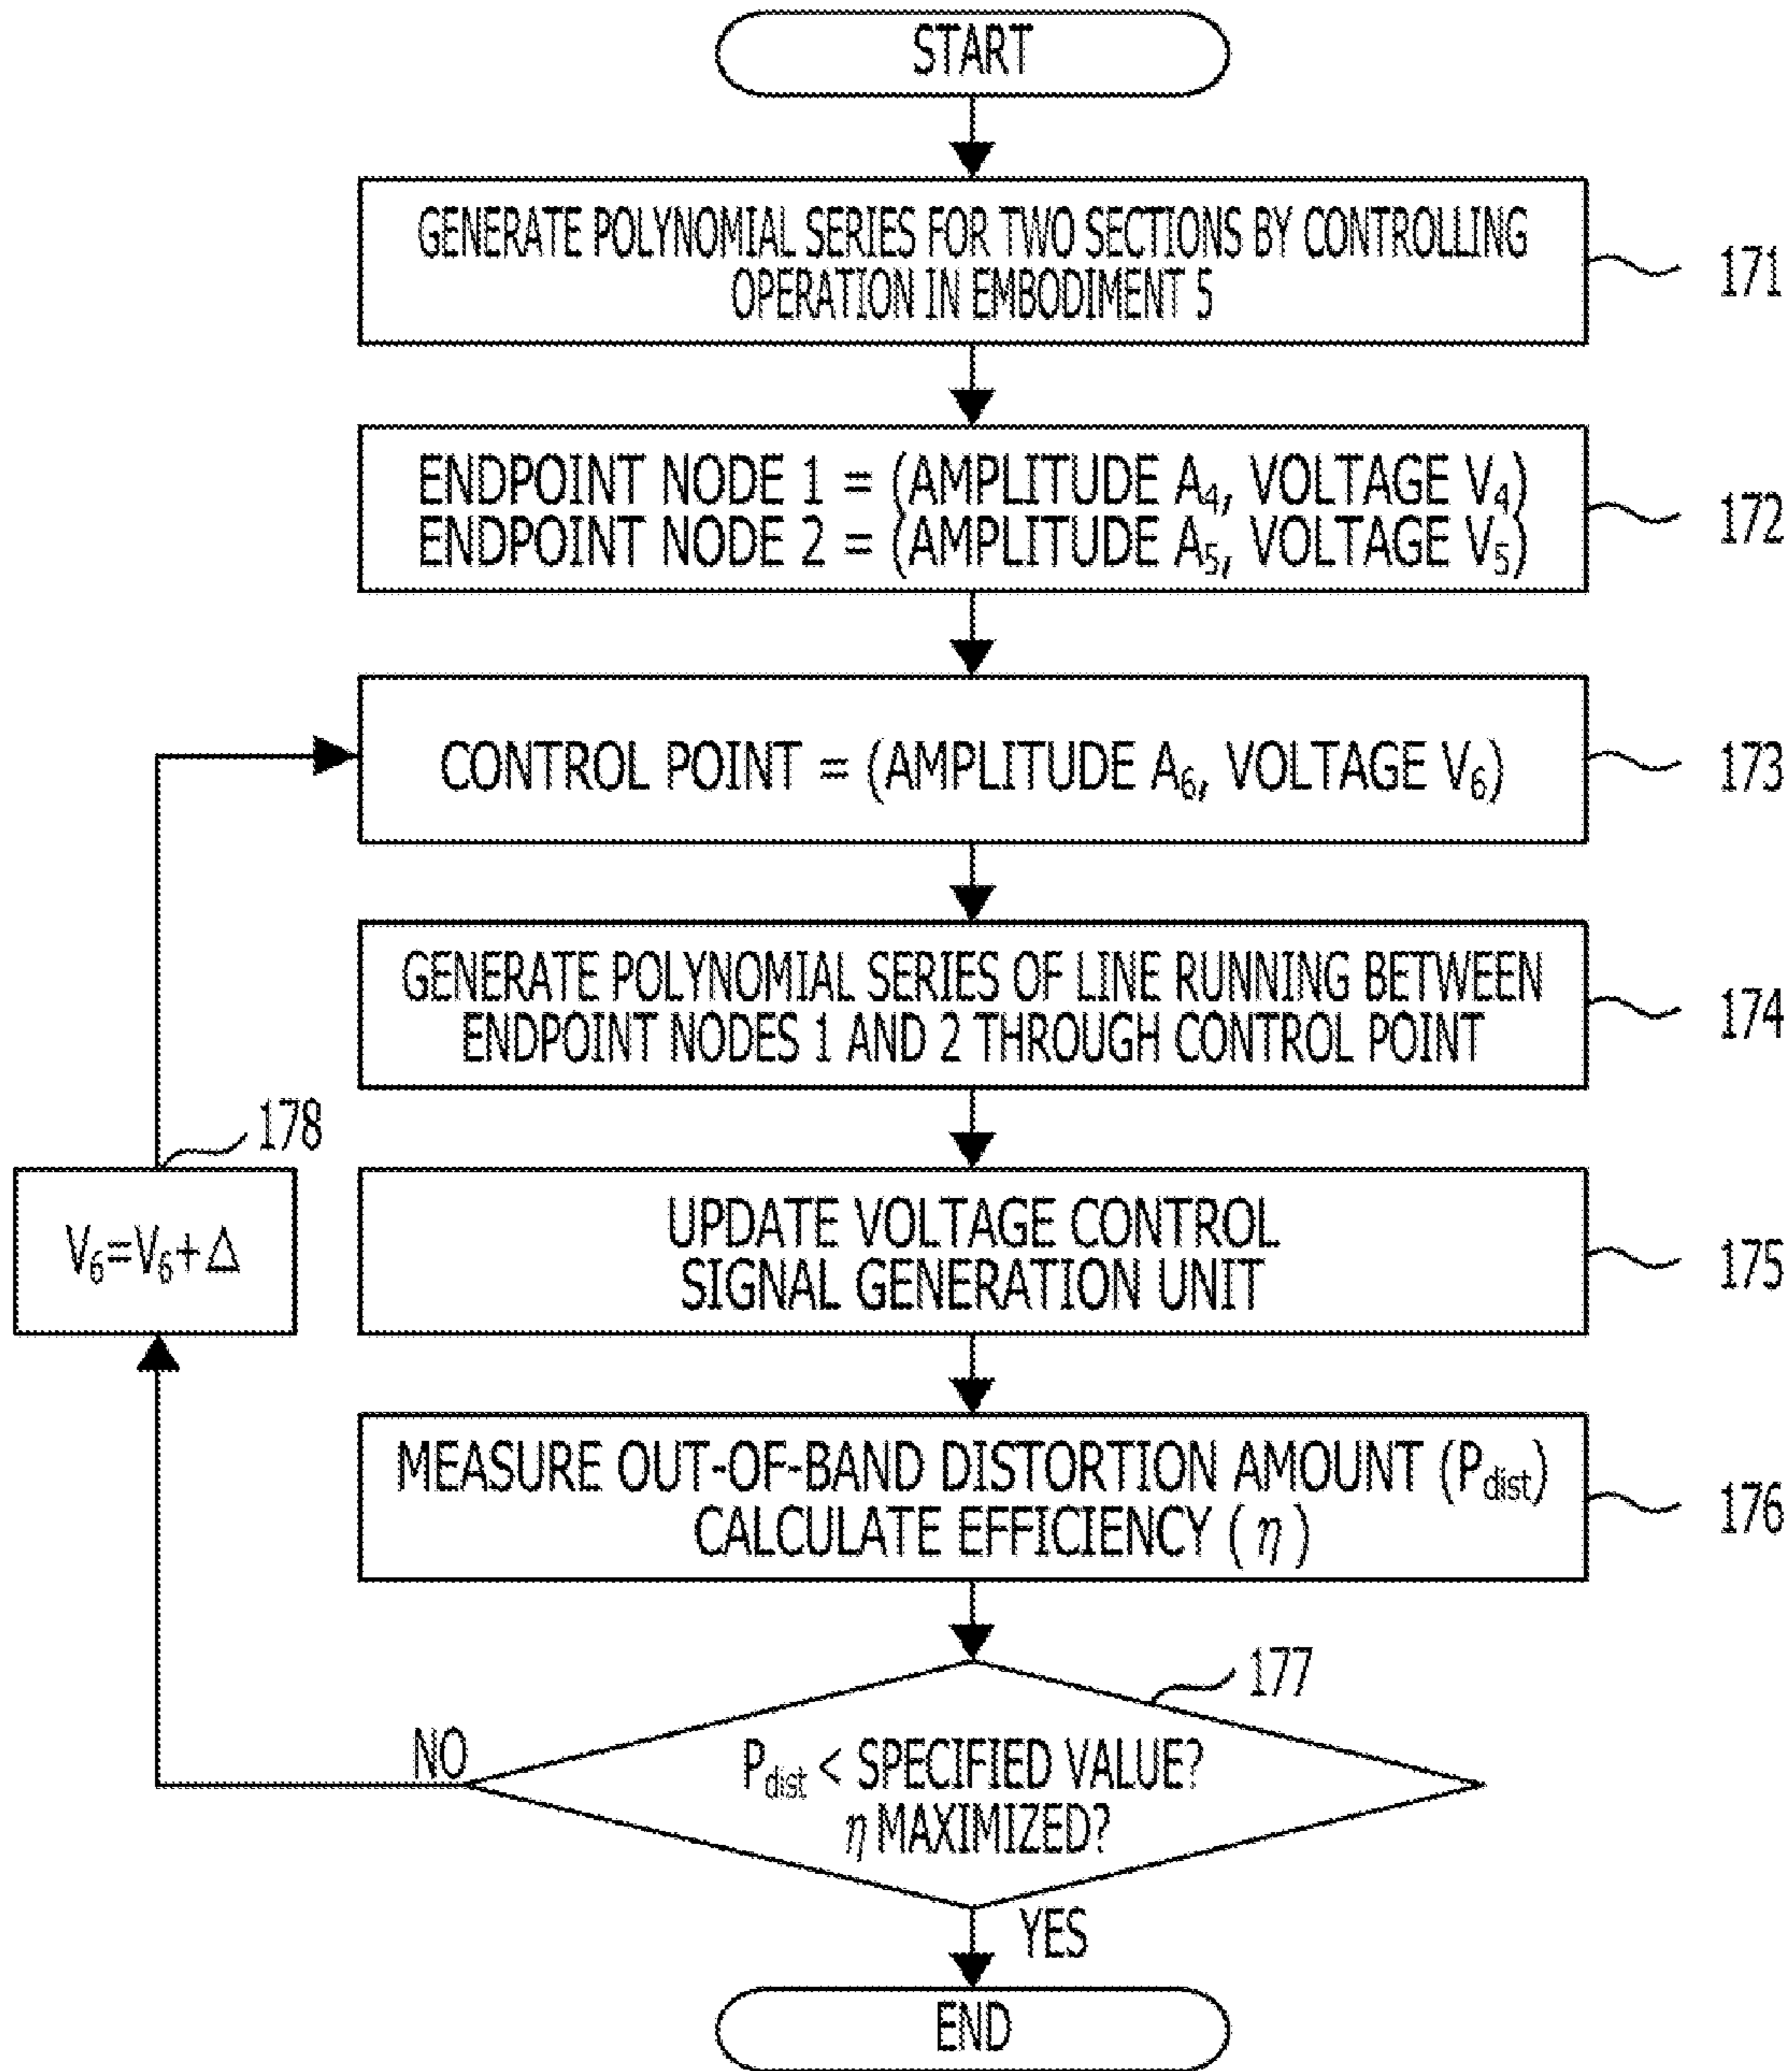 START
GENERATE POLYNOMIAL SERIES FOR TWO SECTIONS BY CONTROLLING
OPERATION IN EMBODIMENT 5
171
ENDPOINT NODE 1 = (AMPLITUDE A₄, VOLTAGE V₄)
ENDPOINT NODE 2 = (AMPLITUDE A₅, VOLTAGE V₅)
172
CONTROL POINT = (AMPLITUDE A₆, VOLTAGE V₆)
173
GENERATE POLYNOMIAL SERIES OF LINE RUNNING BETWEEN
ENDPOINT NODES 1 AND 2 THROUGH CONTROL POINT
174
178
V₆=V₆+Δ
UPDATE VOLTAGE CONTROL
SIGNAL GENERATION UNIT
175
MEASURE OUT-OF-BAND DISTORTION AMOUNT (Pdist)
CALCULATE EFFICIENCY (η)
176
177
NO
Pdist < SPECIFIED VALUE?
η MAXIMIZED?
YES
END